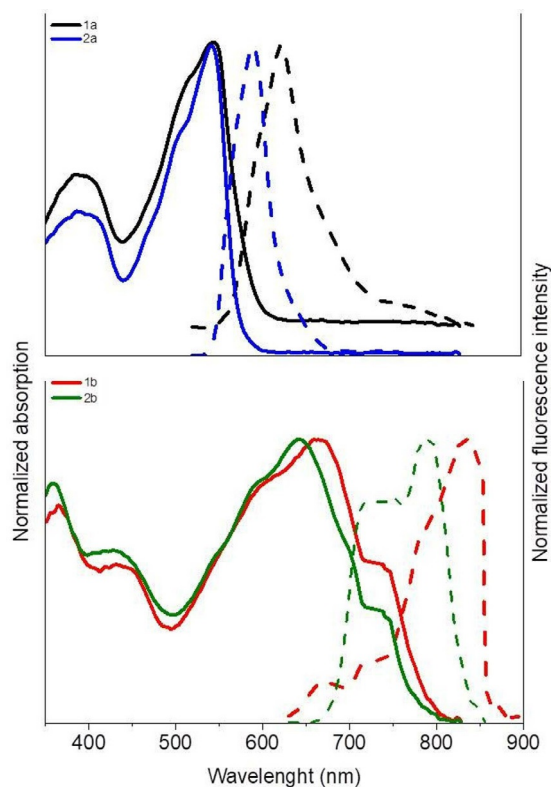 1a
2a
1b
2b
Normalized absorption
Normalized fluorescence intensity
400 500 600 700 800 900
Wavelenght (nm)